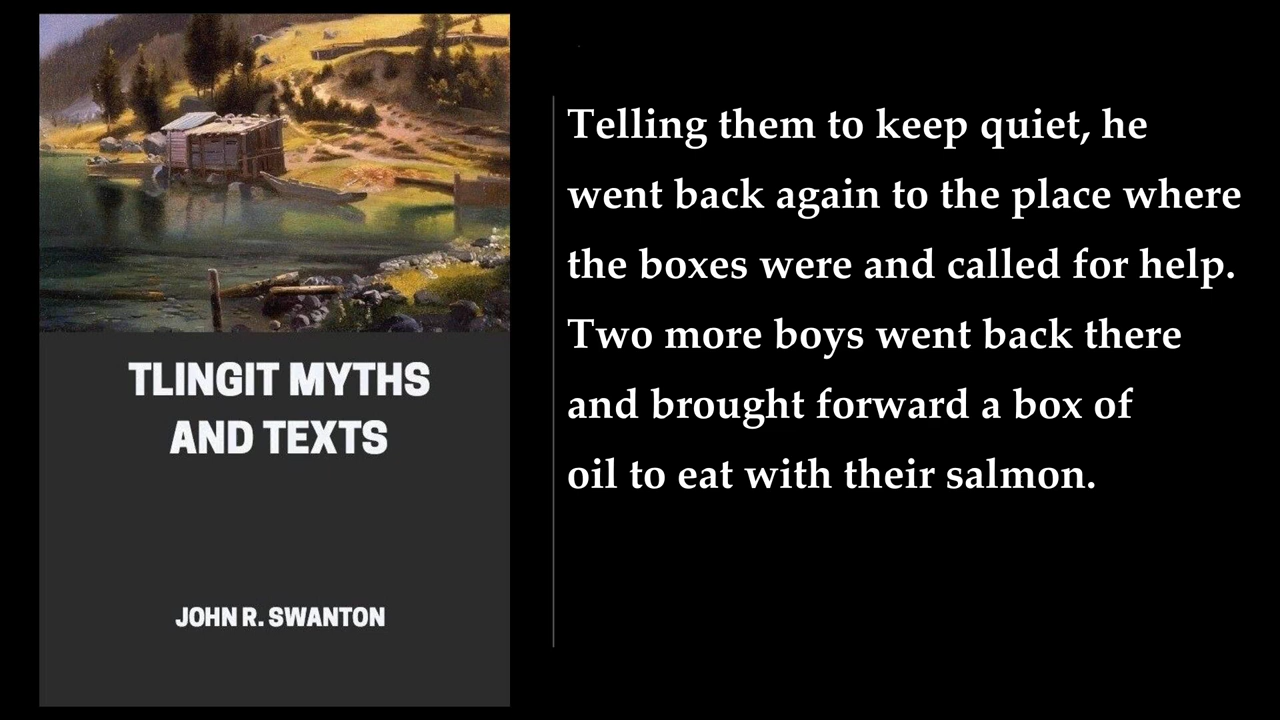 TLINGIT MYTHS
AND TEXTS
JOHN R. SWANTON
Telling them to keep quiet, he
went back again to the place where
the boxes were and called for help.
Two more boys went back there
and brought forward a box of
oil to eat with their salmon.